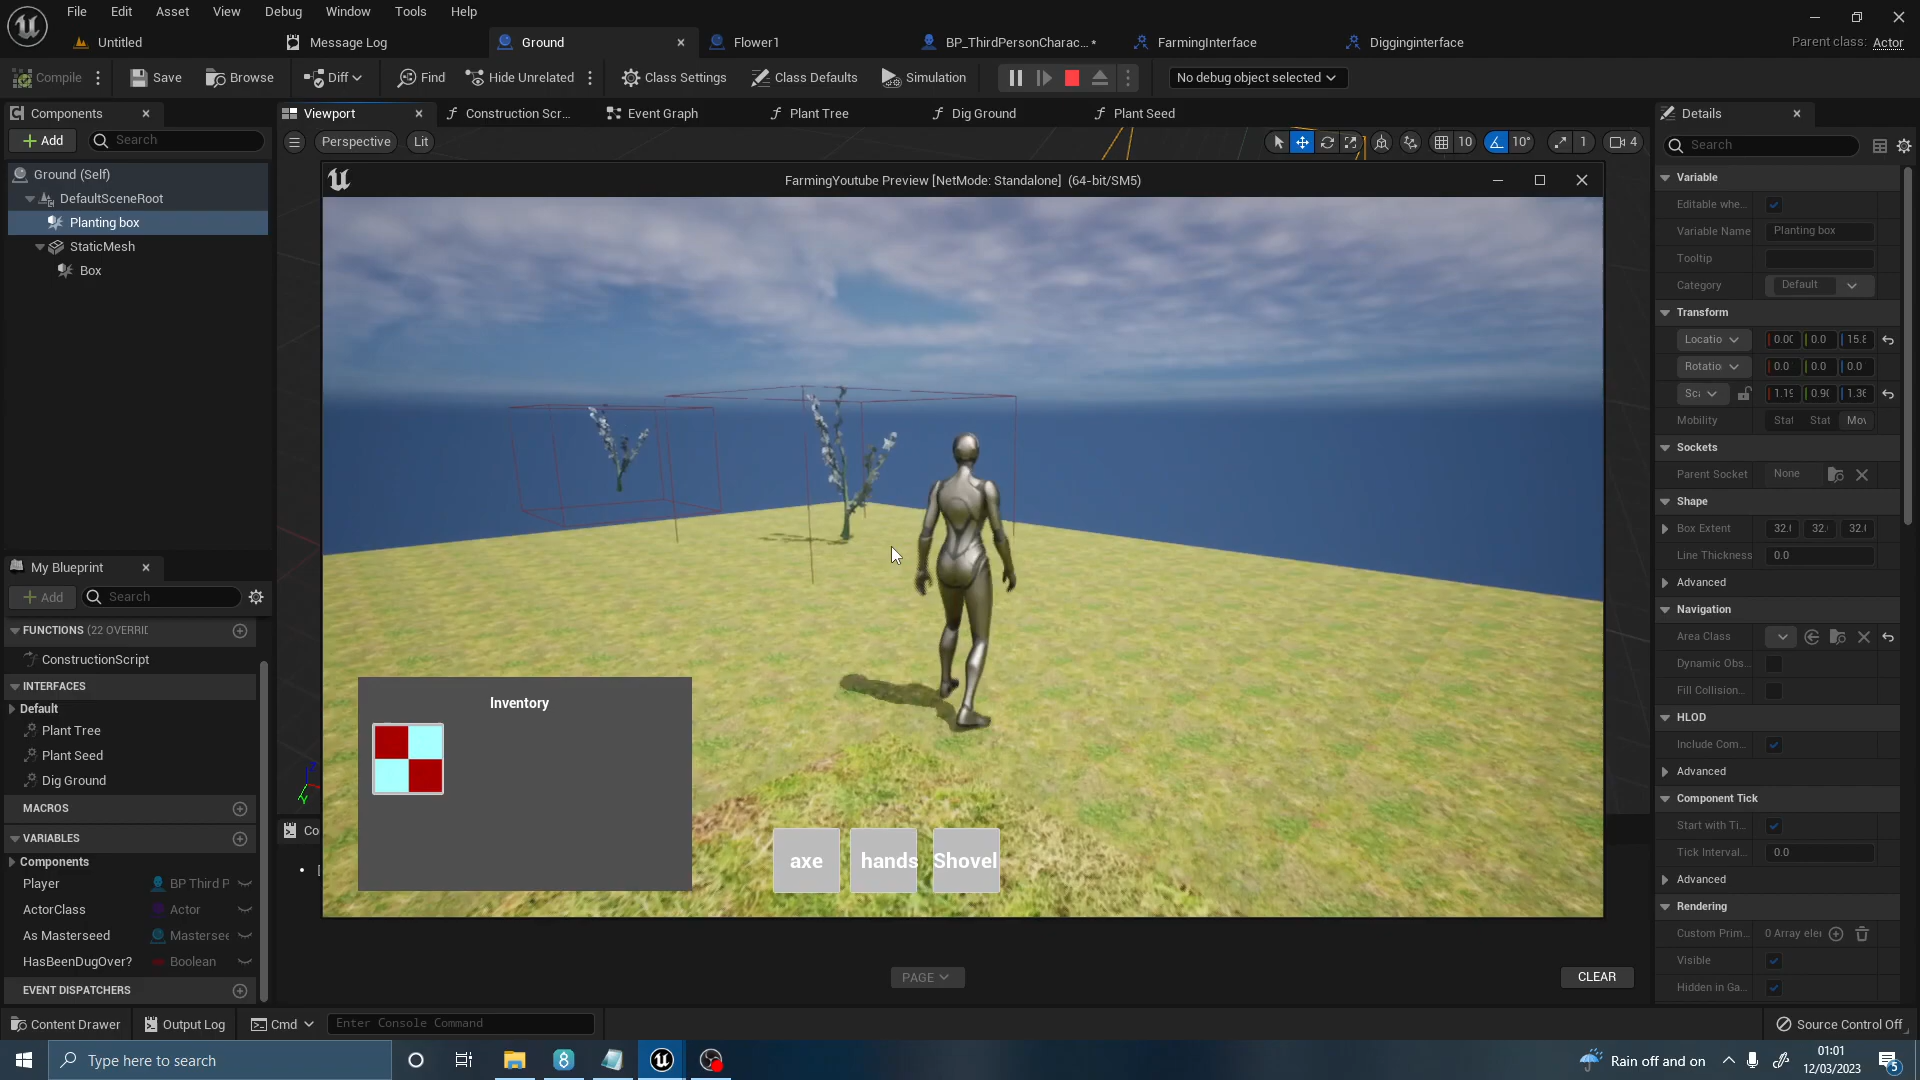 File Edit Asset View Debug Window Tools Help
Untitled Message Log Ground Flower1 BP_ThirdPersonCharac...* FarmingInterface Digginginterface
Parent class: Actor
Compile Save Browse Diff Find Hide Unrelated Class Settings Class Defaults Simulation No debug object selected
Components
Viewport Construction Scr... Event Graph Plant Tree Dig Ground Plant Seed
Details
Add Search
Perspective Lit 10 10° 1 4
Search
Ground (Self)
DefaultSceneRoot
Planting box
StaticMesh
Box
FarmingYoutube Preview [NetMode: Standalone] (64-bit/SM5)
Variable
Editable whe...
Variable Name Planting box
Tooltip
Category Default
Transform
Locatio 0.00 0.0 15.8
Rotatio 0.0 0.0 0.0
Sca 1.19 0.90 1.36
Mobility Stat Stat Mov
Sockets
Parent Socket None
Shape
Box Extent 32. 32. 32.
Line Thickness 0.0
Advanced
Navigation
Area Class
Dynamic Obs...
Fill Collision...
HLOD
Include Com...
Advanced
Component Tick
Start with Ti...
Tick Interval... 0.0
Advanced
Rendering
Custom Prim... 0 Array ele
Visible
Hidden in Ga...
My Blueprint
Add Search
FUNCTIONS (22 OVERRID
ConstructionScript
INTERFACES
Default
Plant Tree
Plant Seed
Dig Ground
MACROS
VARIABLES
Components
Player BP Third P
ActorClass Actor
As Masterseed Mastersee
HasBeenDugOver? Boolean
EVENT DISPATCHERS
Inventory
axe hands Shovel
Co
PAGE
CLEAR
Content Drawer Output Log Cmd Enter Console Command
Source Control Off
Type here to search
Rain off and on
01:01
12/03/2023
5